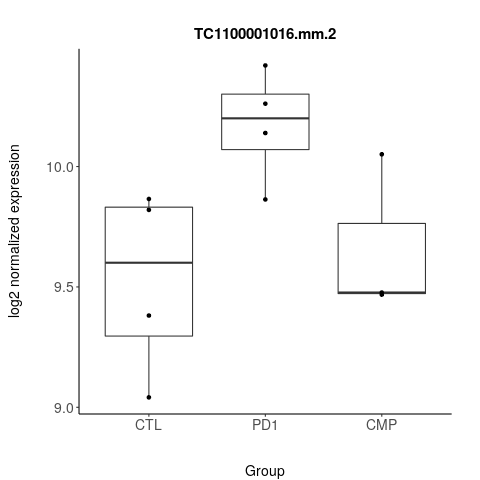 TC1100001016.mm.2
log2 normalized expression
10.0
9.5
9.0
CTL PD1 CMP
Group